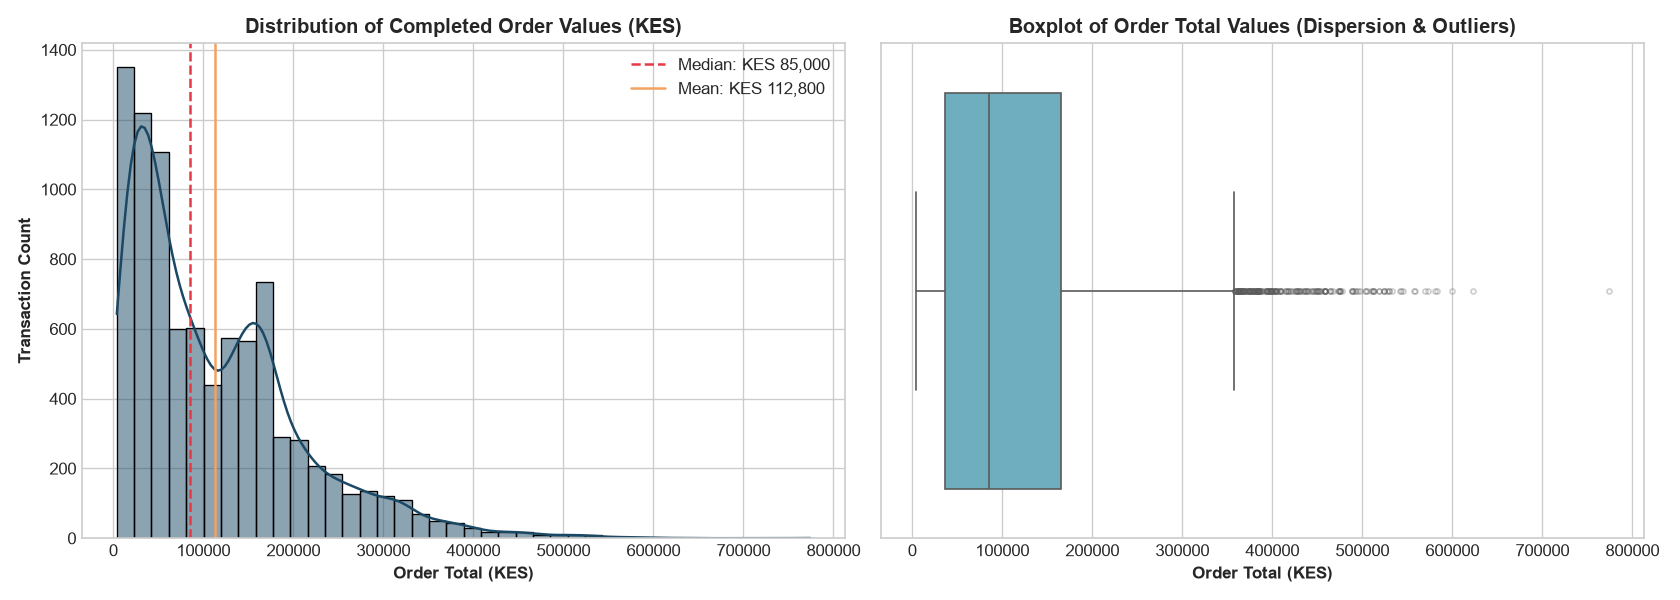 Distribution of Completed Order Values (KES)
Median: KES 85,000
Mean: KES 112,800
Transaction Count
1400
1200
1000
800
600
400
200
0
0 100000 200000 300000 400000 500000 600000 700000 800000
Order Total (KES)
Boxplot of Order Total Values (Dispersion & Outliers)
0 100000 200000 300000 400000 500000 600000 700000 800000
Order Total (KES)